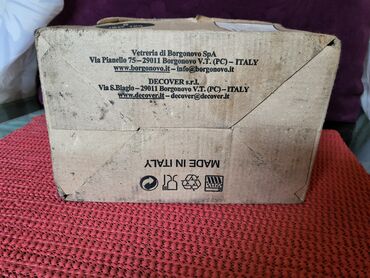 Vetreria di Borgonovo SpA
Via Pianello 75 – 29011 Borgonovo V.T. (PC) – ITALY
www.borgonovo.it – info@borgonovo.it
DECOVER s.r.l.
Via S.Biagio – 29011 Borgonovo V.T. (PC) – ITALY
www.decover.it – decover@decover.it
MADE IN ITALY